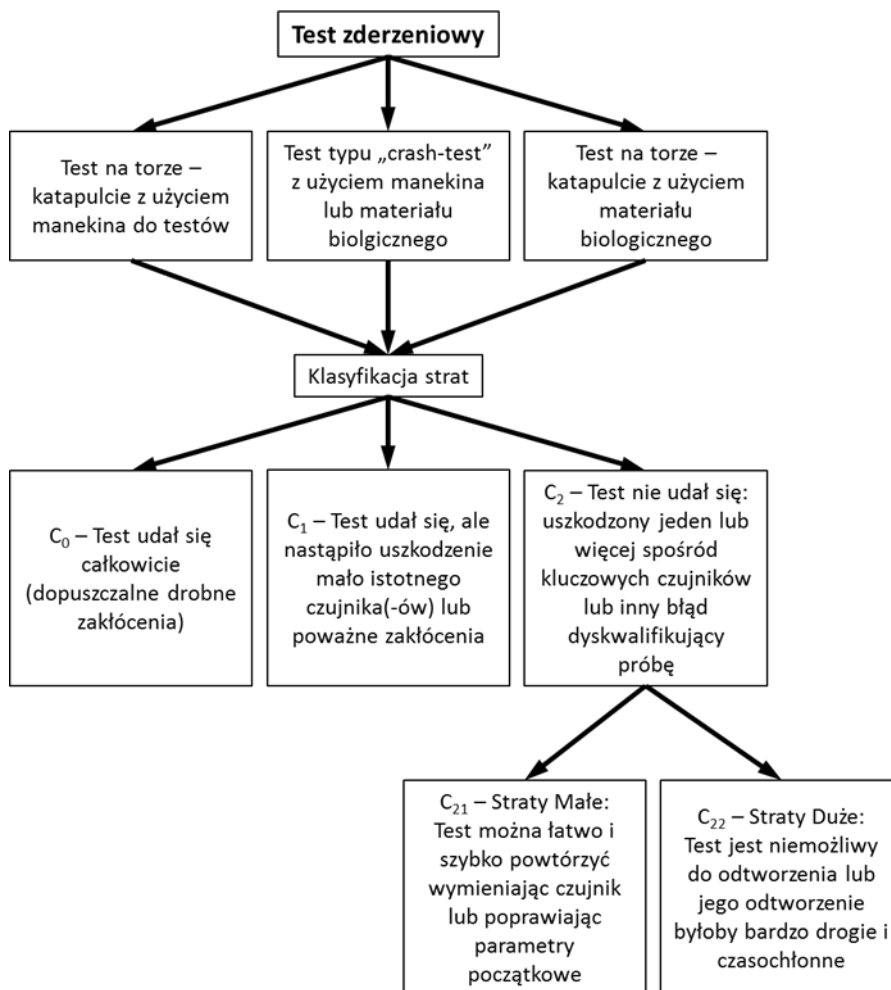 Test zderzeniowy
Test na torze –
katapulcie z użyciem
manekina do testów
Test typu „crash-test”
z użyciem manekina
lub materiału
biolgicznego
Test na torze –
katapulcie z użyciem
materiału
biologicznego
Klasyfikacja strat
C₀ – Test udał się
całkowicie
(dopuszczalne drobne
zakłócenia)
C₁ – Test udał się, ale
nastąpiło uszkodzenie
mało istotnego
czujnika(-ów) lub
poważne zakłócenia
C₂ – Test nie udał się:
uszkodzony jeden lub
więcej spośród
kluczowych czujników
lub inny błąd
dyskwalifikujący
próbę
C₂₁ – Straty Małe:
Test można łatwo i
szybko powtórzyć
wymieniając czujnik
lub poprawiając
parametry
początkowe
C₂₂ – Straty Duże:
Test jest niemożliwy
do odtworzenia lub
jego odtworzenie
byłoby bardzo drogie i
czasochłonne